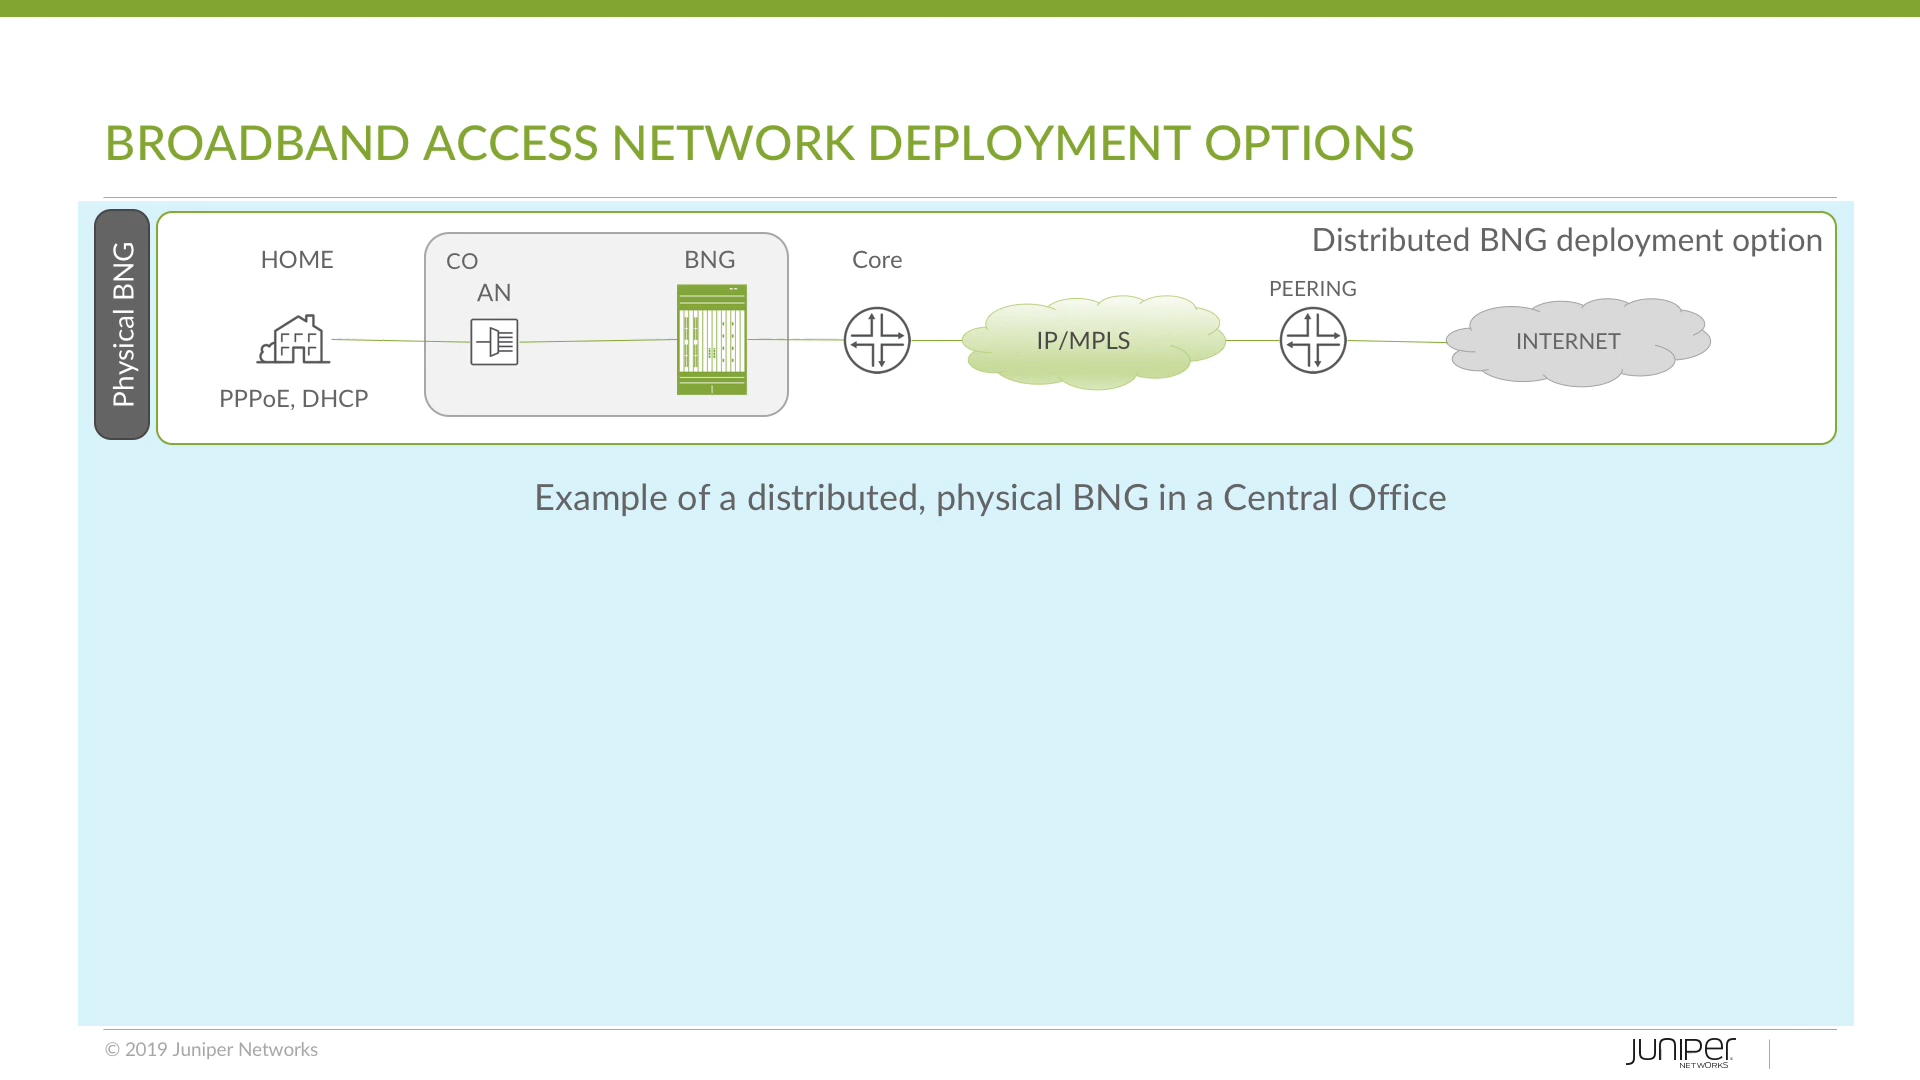 BROADBAND ACCESS NETWORK DEPLOYMENT OPTIONS
Physical BNG
Distributed BNG deployment option
HOME
CO
BNG
Core
AN
PEERING
IP/MPLS
INTERNET
PPPoE, DHCP
Example of a distributed, physical BNG in a Central Office
© 2019 Juniper Networks
JUNIPER
NETWORKS